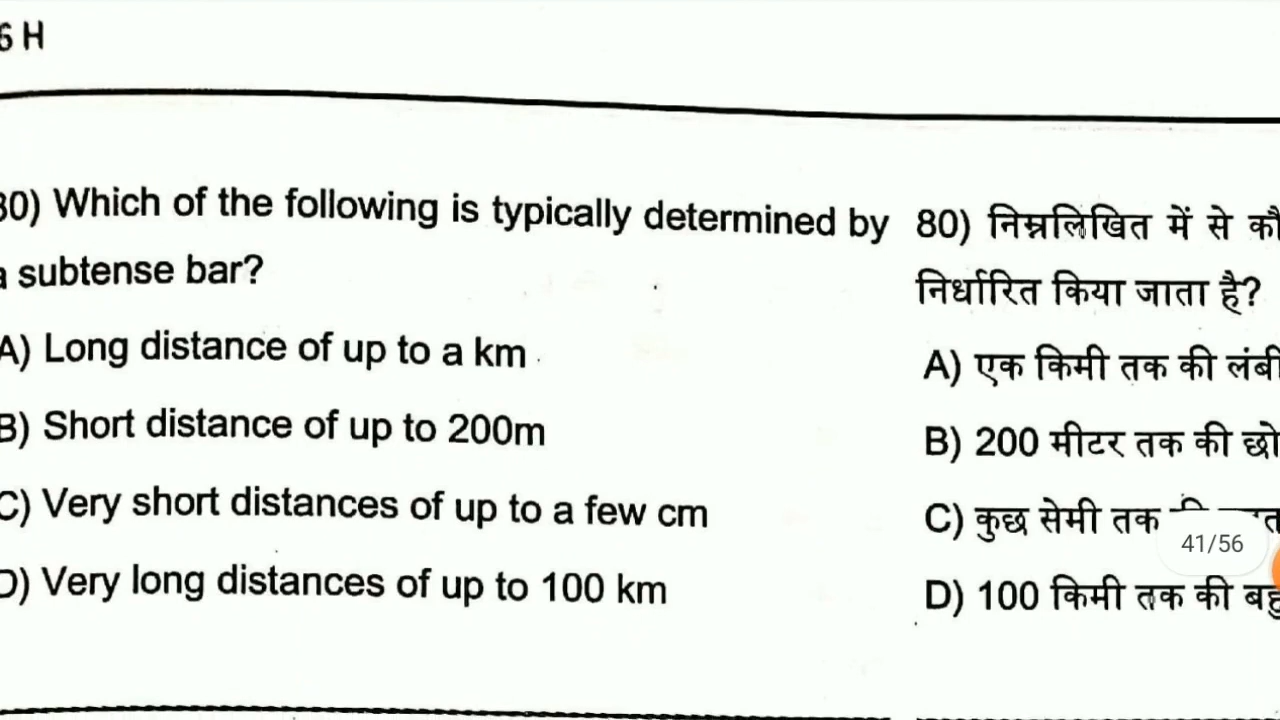 6 H
80) Which of the following is typically determined by
a subtense bar?
A) Long distance of up to a km
B) Short distance of up to 200m
C) Very short distances of up to a few cm
D) Very long distances of up to 100 km
80) निम्नलिखित में से
निर्धारित किया जाता है?
A) एक किमी तक की
B) 200 मीटर तक की
C) कुछ सेमी तक
D) 100 किमी तक की
41/56